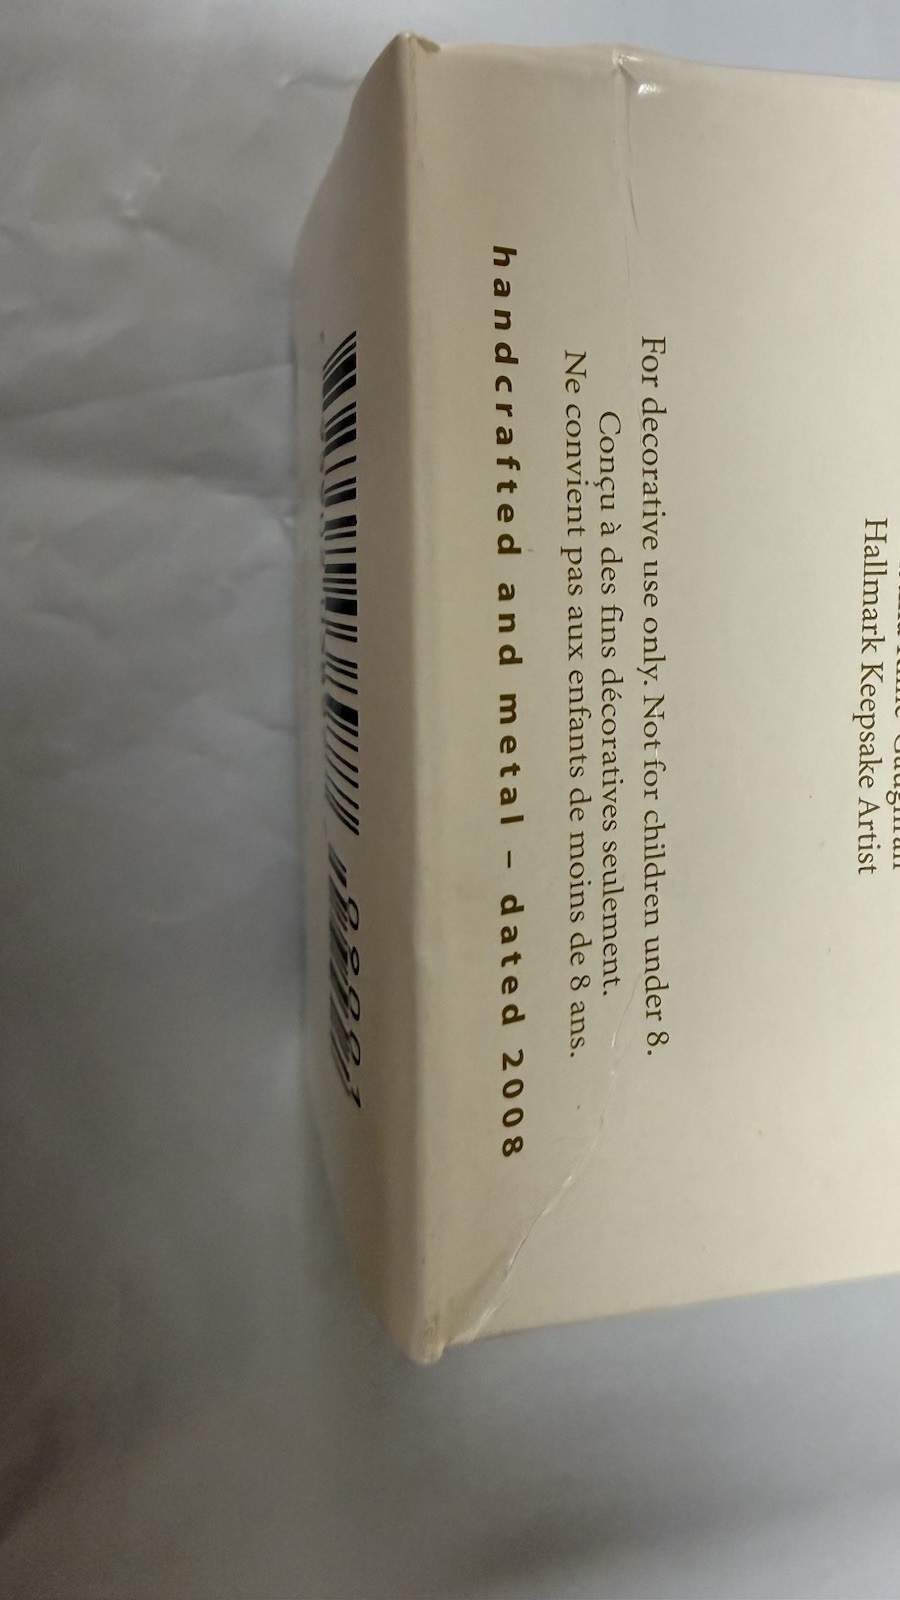 Hallmark Keepsake Artist
For decorative use only. Not for children under 8.
Conçu à des fins décoratives seulement.
Ne convient pas aux enfants de moins de 8 ans.
handcrafted and metal – dated 2008